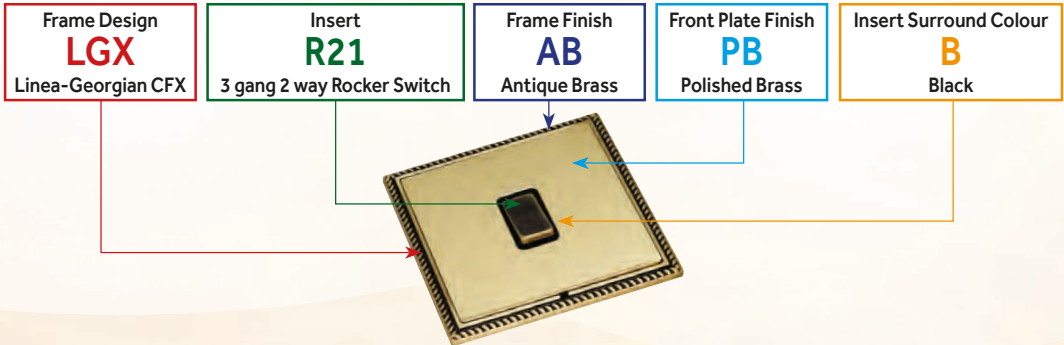 Frame Design
LGX
Linea-Georgian CFX
Insert
R21
3 gang 2 way Rocker Switch
Frame Finish
AB
Antique Brass
Front Plate Finish
PB
Polished Brass
Insert Surround Colour
B
Black